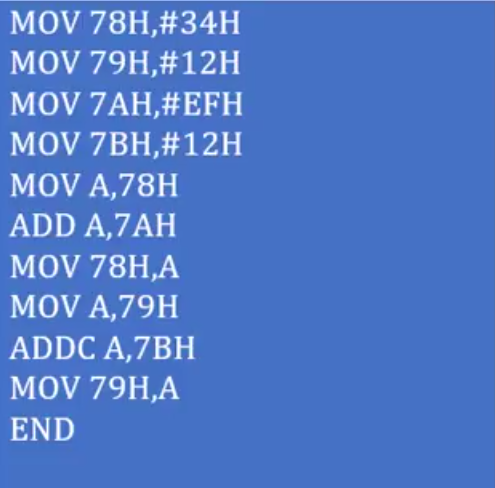 MOV 78H,#34H
MOV 79H,#12H
MOV 7AH,#EFH
MOV 7BH,#12H
MOV A,78H
ADD A,7AH
MOV 78H,A
MOV A,79H
ADDC A,7BH
MOV 79H,A
END